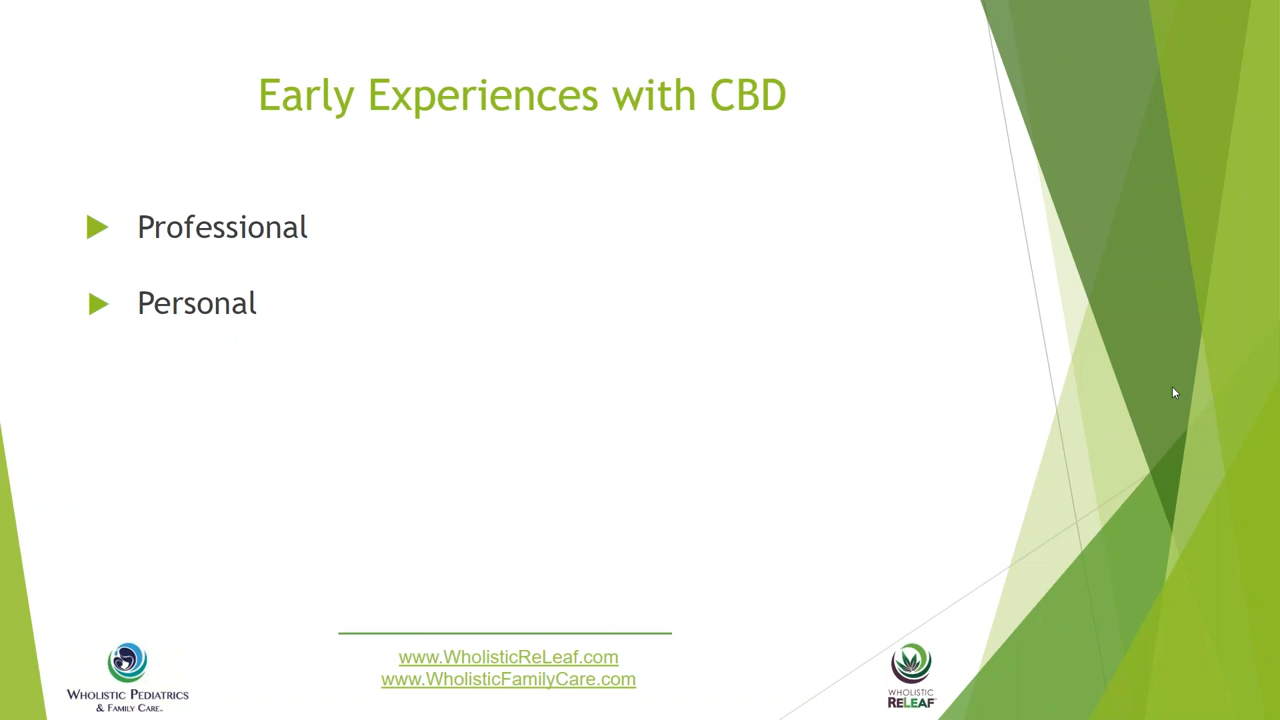 Early Experiences with CBD
Professional
Personal
www.WholisticReLeaf.com
www.WholisticFamilyCare.com
WHOLISTIC PEDIATRICS
& FAMILY CARE.
WHOLISTIC
RELEAF